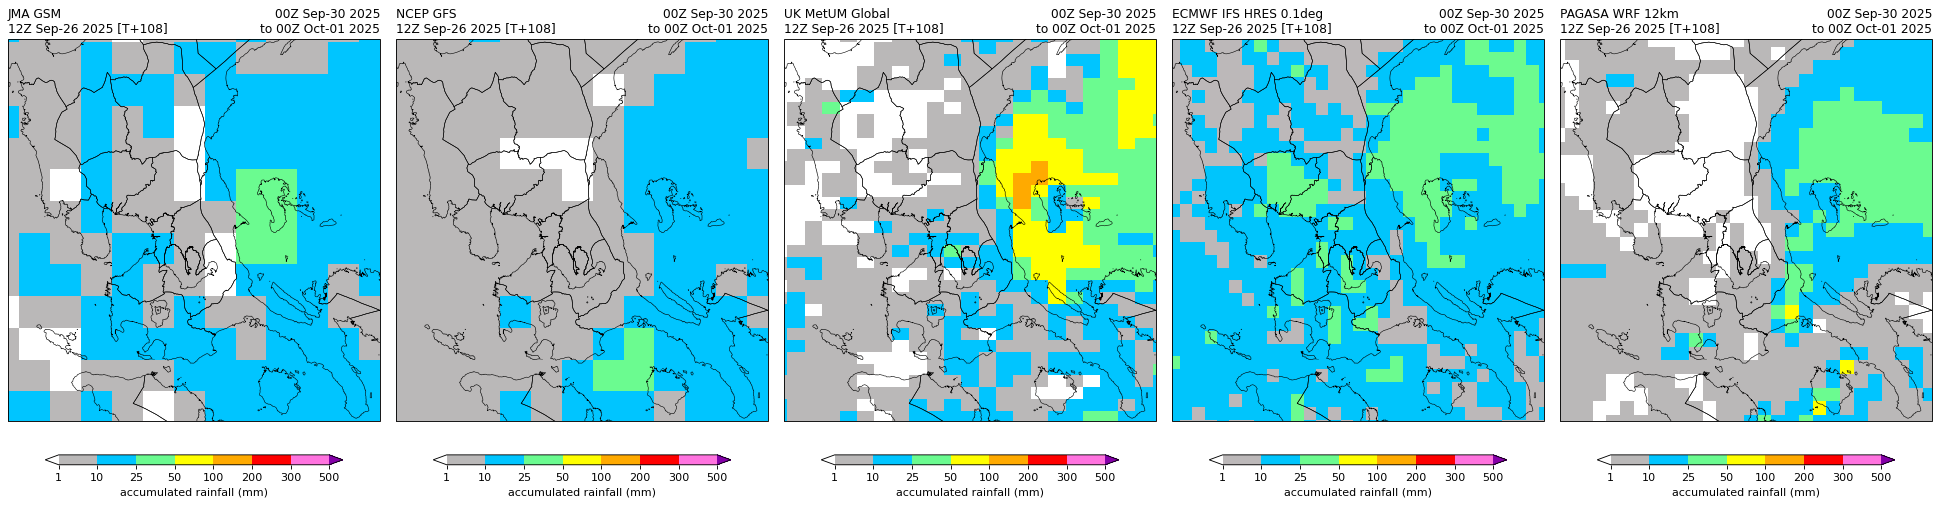 JMA GSM 00Z Sep-30 2025
12Z Sep-26 2025 [T+108] to 00Z Oct-01 2025
1 10 25 50 100 200 300 500
accumulated rainfall (mm)
NCEP GFS 00Z Sep-30 2025
12Z Sep-26 2025 [T+108] to 00Z Oct-01 2025
1 10 25 50 100 200 300 500
accumulated rainfall (mm)
UK MetUM Global 00Z Sep-30 2025
12Z Sep-26 2025 [T+108] to 00Z Oct-01 2025
1 10 25 50 100 200 300 500
accumulated rainfall (mm)
ECMWF IFS HRES 0.1deg 00Z Sep-30 2025
12Z Sep-26 2025 [T+108] to 00Z Oct-01 2025
1 10 25 50 100 200 300 500
accumulated rainfall (mm)
PAGASA WRF 12km 00Z Sep-30 2025
12Z Sep-26 2025 [T+108] to 00Z Oct-01 2025
1 10 25 50 100 200 300 500
accumulated rainfall (mm)